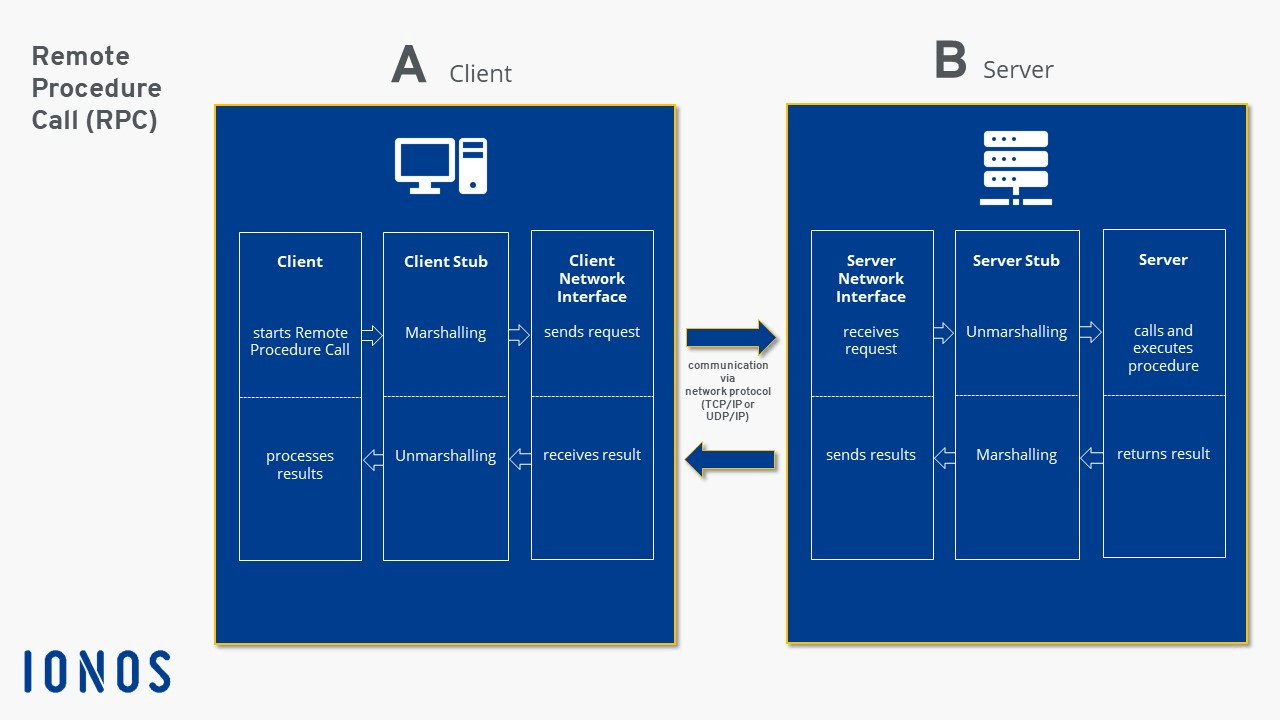 Remote
Procedure
Call (RPC)
A Client
B Server
Client
starts Remote
Procedure Call
processes
results
Client Stub
Marshalling
Unmarshalling
Client
Network
Interface
sends request
receives result
communication
via
network protocol
(TCP/IP or
UDP/IP)
Server
Network
Interface
receives
request
sends results
Server Stub
Unmarshalling
Marshalling
Server
calls and
executes
procedure
returns result
IONOS